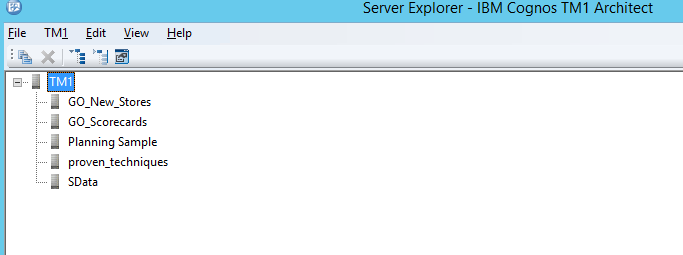 Server Explorer - IBM Cognos TM1 Architect
File TM1 Edit View Help
TM1
GO_New_Stores
GO_Scorecards
Planning Sample
proven_techniques
SData